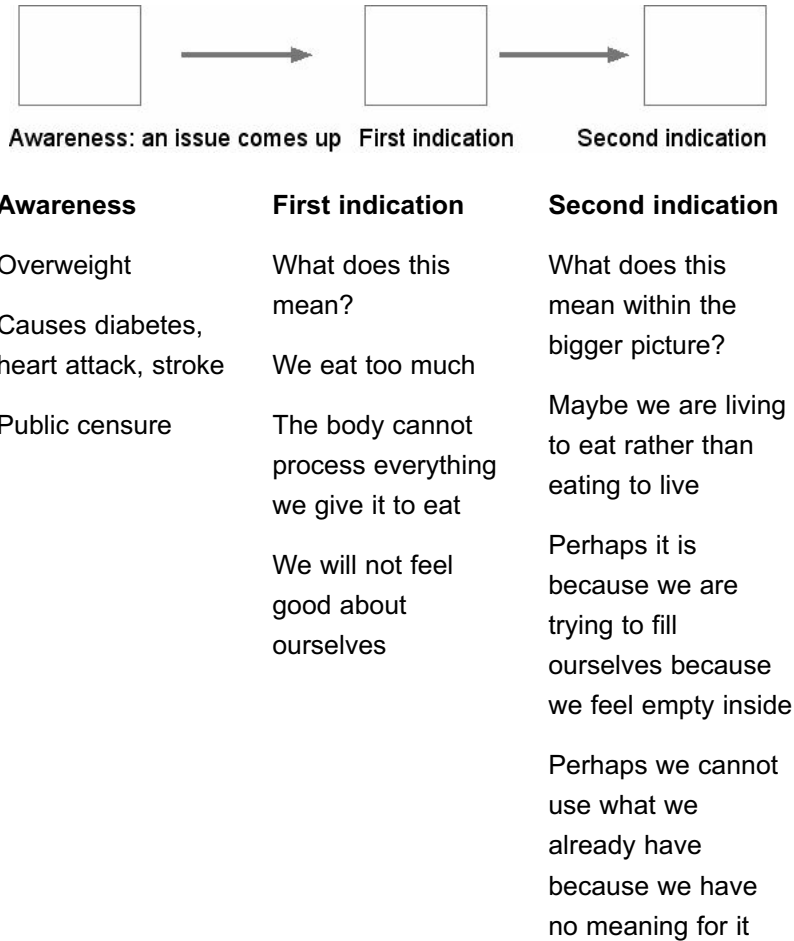 Awareness: an issue comes up First indication Second indication
Awareness
Overweight
Causes diabetes,
heart attack, stroke
Public censure
First indication
What does this
mean?
We eat too much
The body cannot
process everything
we give it to eat
We will not feel
good about
ourselves
Second indication
What does this
mean within the
bigger picture?
Maybe we are living
to eat rather than
eating to live
Perhaps it is
because we are
trying to fill
ourselves because
we feel empty inside
Perhaps we cannot
use what we
already have
because we have
no meaning for it